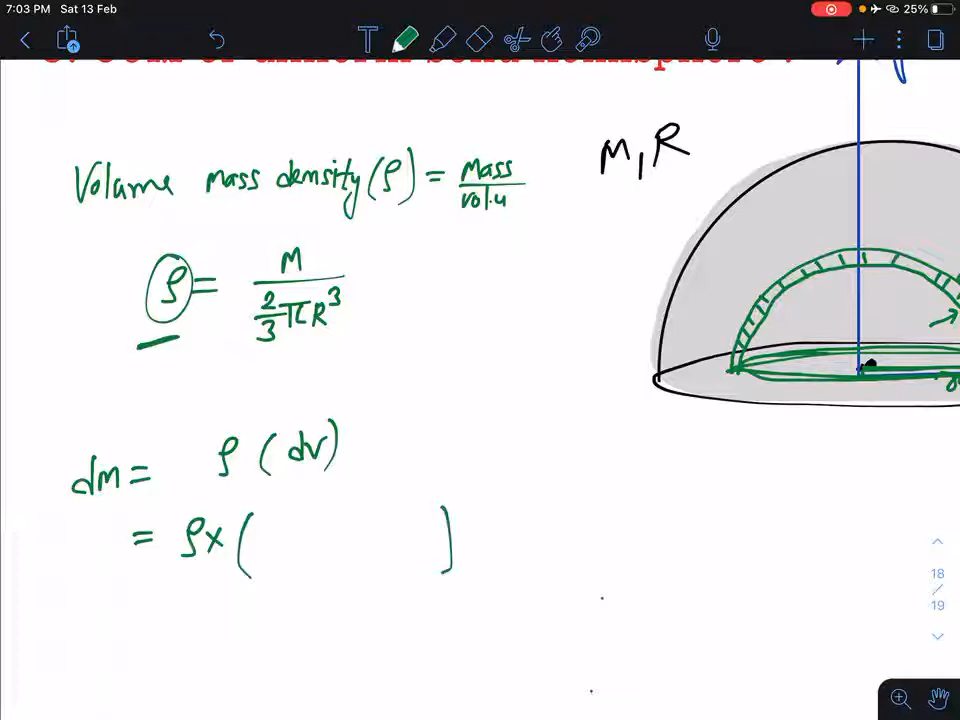 7:03 PM Sat 13 Feb
25%
T
Volume mass density (ρ) = Mass / vol.u
M, R
ρ = M / 2/3 πR³
dm = ρ (dv)
= ρ × ( )
18
/
19